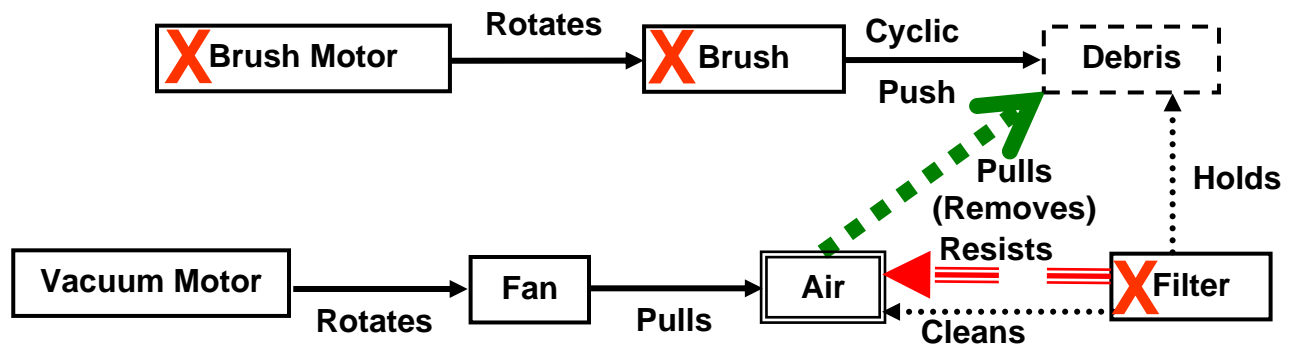 Rotates
Cyclic
X Brush Motor
X Brush
Debris
Push
Pulls
(Removes)
Holds
Resists
Vacuum Motor
Fan
Air
X Filter
Rotates
Pulls
Cleans